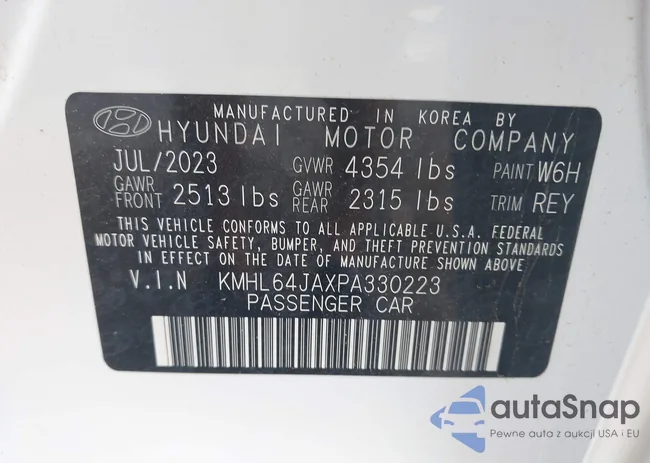 MANUFACTURED IN KOREA BY
HYUNDAI MOTOR COMPANY
JUL/2023 GVWR 4354 lbs PAINT W6H
GAWR FRONT 2513 lbs GAWR REAR 2315 lbs TRIM REY
THIS VEHICLE CONFORMS TO ALL APPLICABLE U.S.A. FEDERAL
MOTOR VEHICLE SAFETY, BUMPER, AND THEFT PREVENTION STANDARDS
IN EFFECT ON THE DATE OF MANUFACTURE SHOWN ABOVE
V.I.N KMHL64JAXPA330223
PASSENGER CAR
autaSnap
Pewne auta z aukcji USA i EU